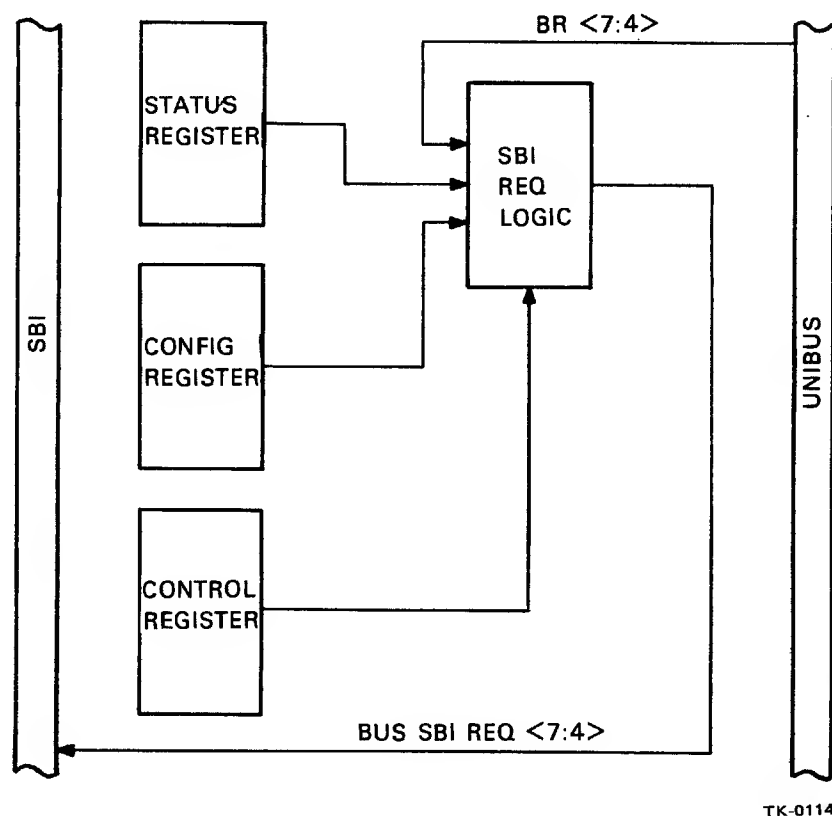 BR <7:4>
STATUS
REGISTER
SBI
REQ
LOGIC
SBI
CONFIG
REGISTER
UNIBUS
CONTROL
REGISTER
BUS SBI REQ <7:4>
TK-0114